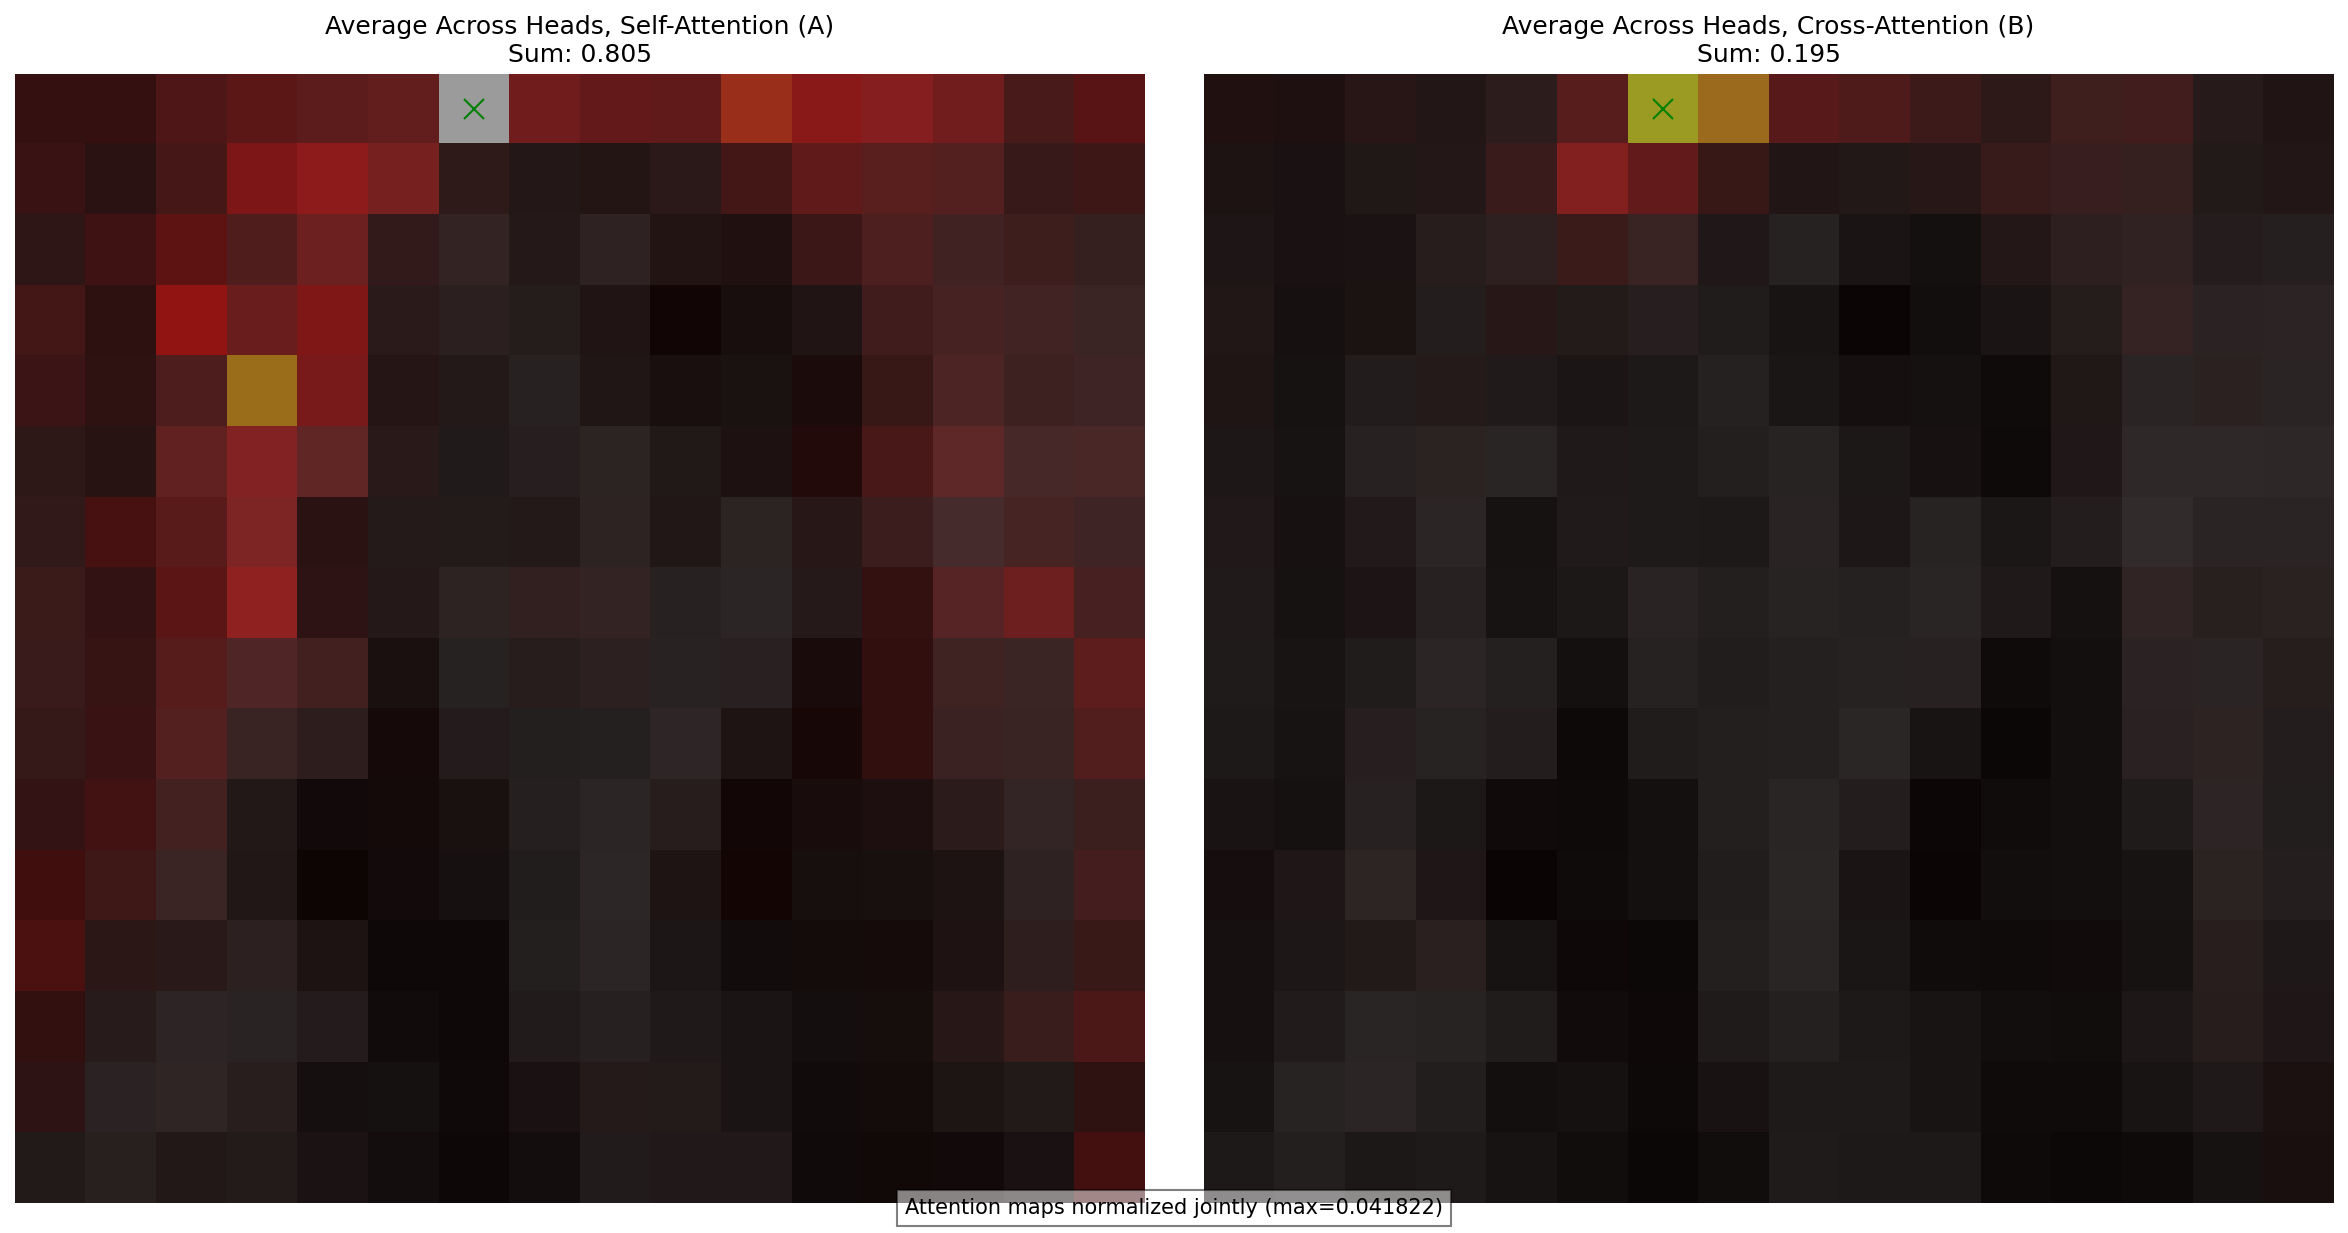 Average Across Heads, Self-Attention (A)
Sum: 0.805
Average Across Heads, Cross-Attention (B)
Sum: 0.195
Attention maps normalized jointly (max=0.041822)